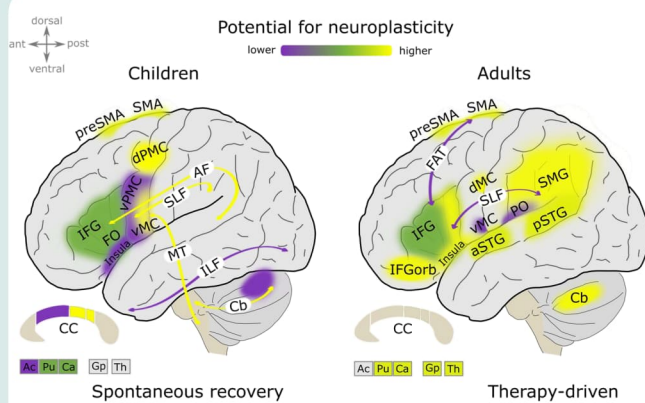 dorsal
ant post
ventral
Potential for neuroplasticity
lower higher
Children
preSMA SMA
dPMC
vPMC
AF
SLF
IFG
FO
vMC
Insula
MT
ILF
Cb
CC
Ac Pu Ca Gp Th
Spontaneous recovery
Adults
preSMA SMA
FAT
dMC
SMG
SLF
PO
IFG
vMC
pSTG
Insula
aSTG
IFGorb
Cb
CC
Ac Pu Ca Gp Th
Therapy-driven